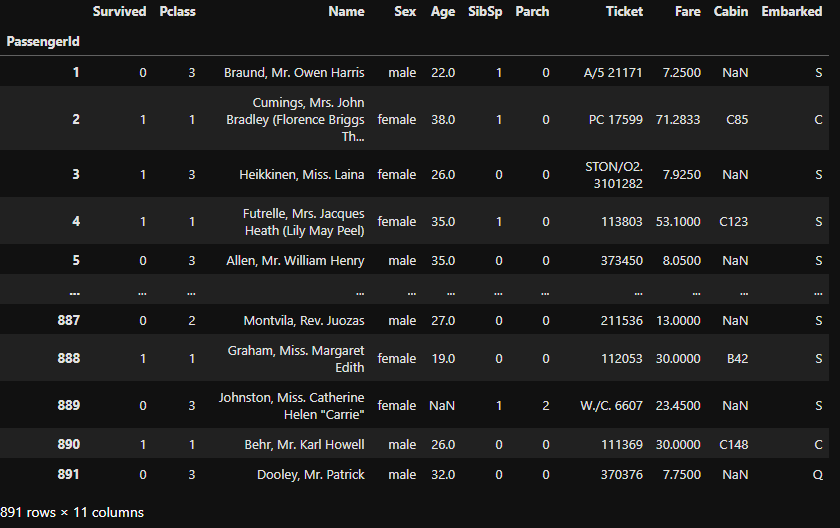 Survived Pclass Name Sex Age SibSp Parch Ticket Fare Cabin Embarked
PassengerId
1 0 3 Braund, Mr. Owen Harris male 22.0 1 0 A/5 21171 7.2500 NaN S
2 1 1 Cumings, Mrs. John Bradley (Florence Briggs Th... female 38.0 1 0 PC 17599 71.2833 C85 C
3 1 3 Heikkinen, Miss. Laina female 26.0 0 0 STON/O2. 3101282 7.9250 NaN S
4 1 1 Futrelle, Mrs. Jacques Heath (Lily May Peel) female 35.0 1 0 113803 53.1000 C123 S
5 0 3 Allen, Mr. William Henry male 35.0 0 0 373450 8.0500 NaN S
... ... ... ... ... ... ... ... ... ... ... ...
887 0 2 Montvila, Rev. Juozas male 27.0 0 0 211536 13.0000 NaN S
888 1 1 Graham, Miss. Margaret Edith female 19.0 0 0 112053 30.0000 B42 S
889 0 3 Johnston, Miss. Catherine Helen "Carrie" female NaN 1 2 W./C. 6607 23.4500 NaN S
890 1 1 Behr, Mr. Karl Howell male 26.0 0 0 111369 30.0000 C148 C
891 0 3 Dooley, Mr. Patrick male 32.0 0 0 370376 7.7500 NaN Q
891 rows × 11 columns